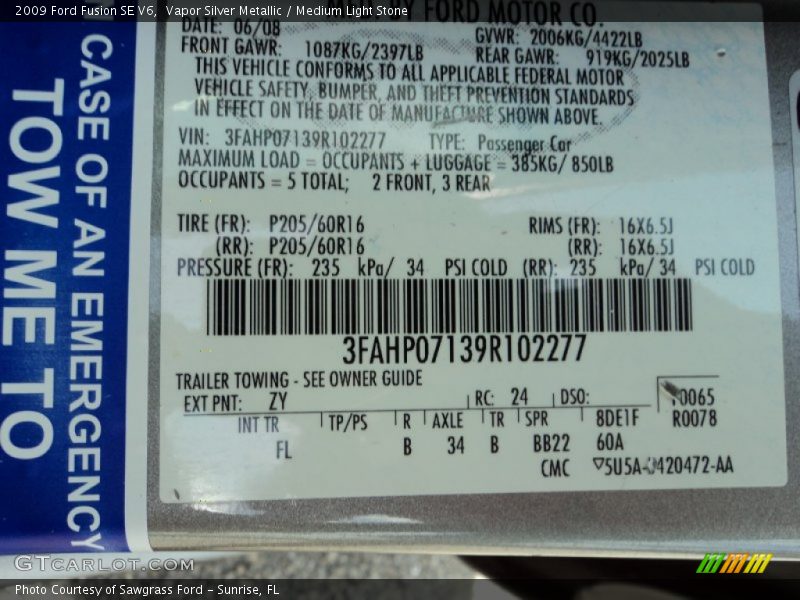 2009 Ford Fusion SE V6, Vapor Silver Metallic / Medium Light Stone
FORD MOTOR CO.
DATE: 06/08 GVWR: 2006KG/4422LB
FRONT GAWR: 1087KG/2397LB REAR GAWR: 919KG/2025LB
THIS VEHICLE CONFORMS TO ALL APPLICABLE FEDERAL MOTOR
VEHICLE SAFETY, BUMPER, AND THEFT PREVENTION STANDARDS
IN EFFECT ON THE DATE OF MANUFACTURE SHOWN ABOVE.
VIN: 3FAHP07139R102277 TYPE: Passenger Car
MAXIMUM LOAD = OCCUPANTS + LUGGAGE = 385KG/ 850LB
OCCUPANTS = 5 TOTAL; 2 FRONT, 3 REAR
TIRE (FR): P205/60R16 RIMS (FR): 16X6.5J
(RR): P205/60R16 (RR): 16X6.5J
PRESSURE (FR): 235 kPa/ 34 PSI COLD (RR): 235 kPa/ 34 PSI COLD
3FAHP07139R102277
TRAILER TOWING - SEE OWNER GUIDE
EXT PNT: ZY RC: 24 DSO:
INT TR TP/PS R AXLE TR SPR 8DE1F R0078
FL B 34 B BB22 60A
CMC
CASE OF AN EMERGENCY
TOW ME TO
GTCARLOT.COM
Photo Courtesy of Sawgrass Ford - Sunrise, FL